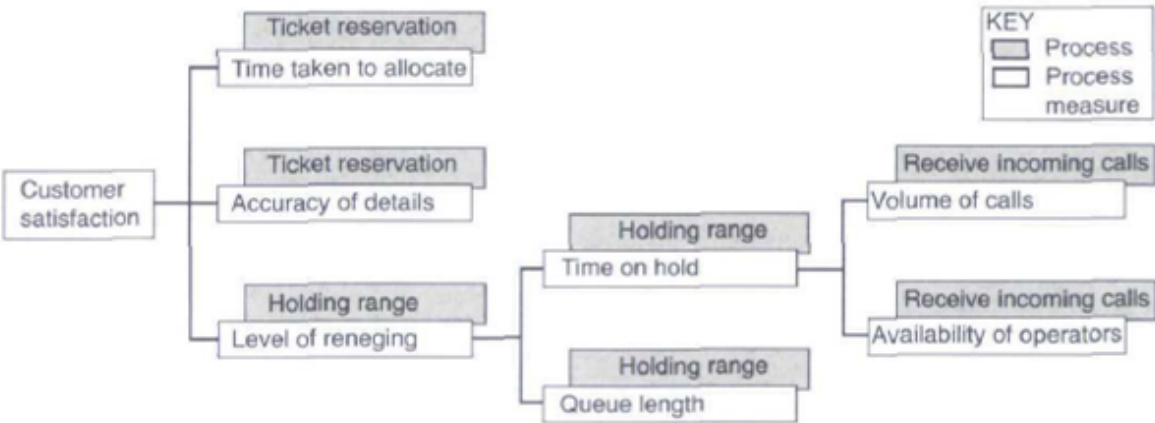 Ticket reservation
Time taken to allocate
KEY
Process
Process
measure
Ticket reservation
Accuracy of details
Receive incoming calls
Volume of calls
Customer
satisfaction
Holding range
Time on hold
Holding range
Level of reneging
Receive incoming calls
Availability of operators
Holding range
Queue length